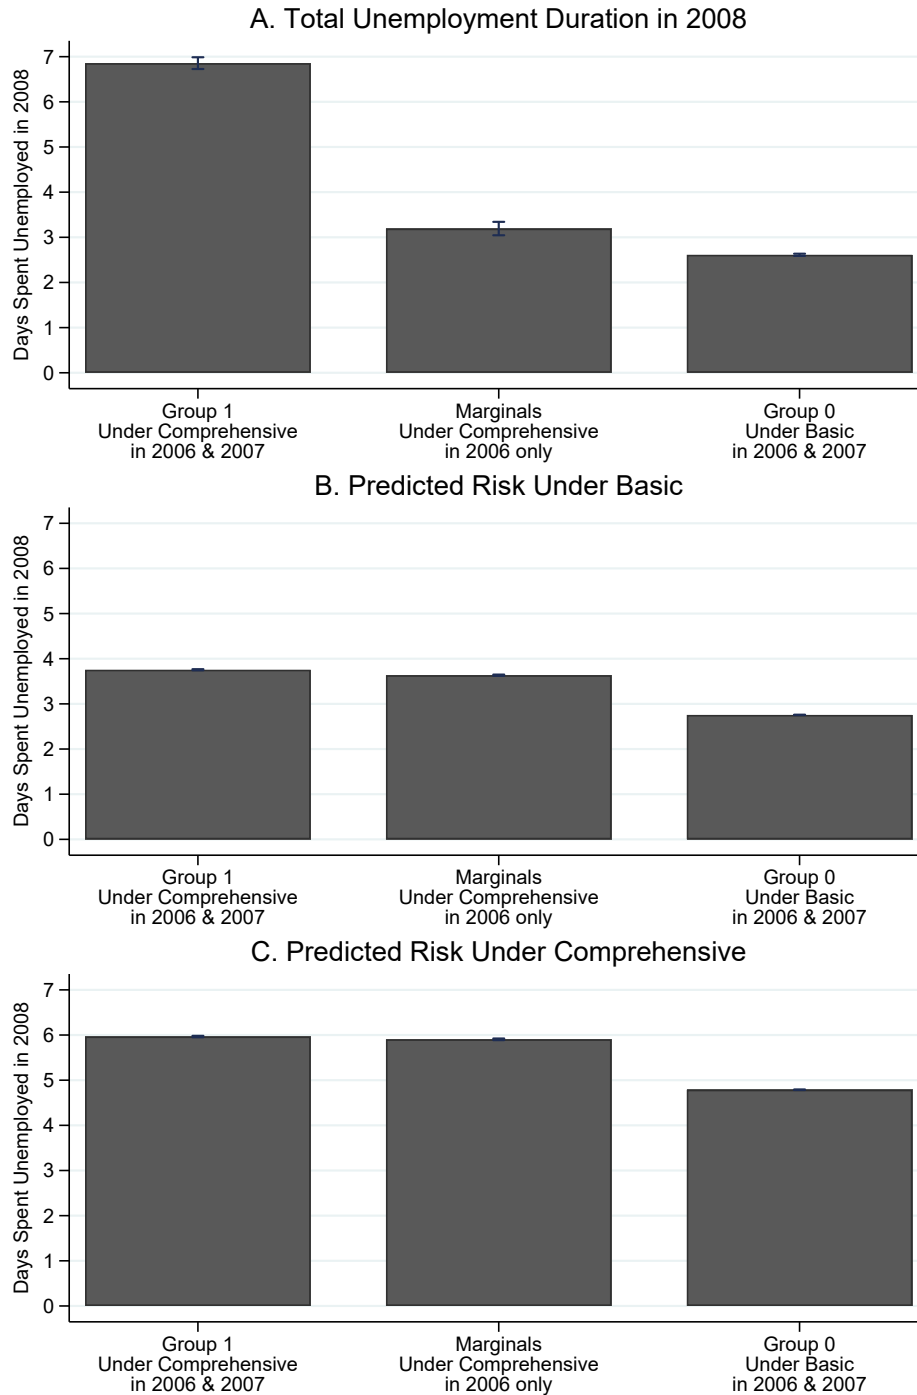 A. Total Unemployment Duration in 2008
Days Spent Unemployed in 2008
7
6
5
4
3
2
1
0
Group 1
Under Comprehensive
in 2006 & 2007
Marginals
Under Comprehensive
in 2006 only
Group 0
Under Basic
in 2006 & 2007
B. Predicted Risk Under Basic
Days Spent Unemployed in 2008
7
6
5
4
3
2
1
0
Group 1
Under Comprehensive
in 2006 & 2007
Marginals
Under Comprehensive
in 2006 only
Group 0
Under Basic
in 2006 & 2007
C. Predicted Risk Under Comprehensive
Days Spent Unemployed in 2008
7
6
5
4
3
2
1
0
Group 1
Under Comprehensive
in 2006 & 2007
Marginals
Under Comprehensive
in 2006 only
Group 0
Under Basic
in 2006 & 2007